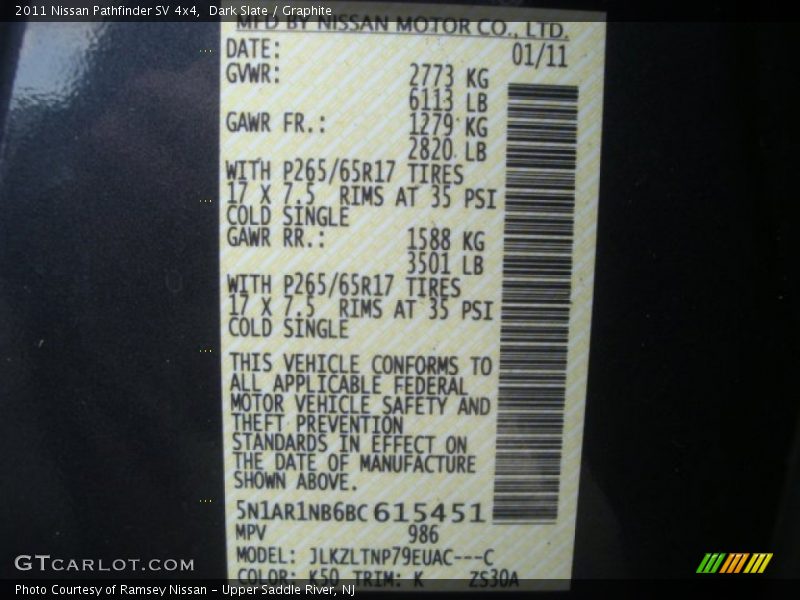 2011 Nissan Pathfinder SV 4x4, Dark Slate / Graphite
MFD BY NISSAN MOTOR CO., LTD.
DATE: 01/11
GVWR: 2773 KG
6113 LB
GAWR FR.: 1279 KG
2820 LB
WITH P265/65R17 TIRES
17 X 7.5 RIMS AT 35 PSI
COLD SINGLE
GAWR RR.: 1588 KG
3501 LB
WITH P265/65R17 TIRES
17 X 7.5 RIMS AT 35 PSI
COLD SINGLE
THIS VEHICLE CONFORMS TO
ALL APPLICABLE FEDERAL
MOTOR VEHICLE SAFETY AND
THEFT PREVENTION
STANDARDS IN EFFECT ON
THE DATE OF MANUFACTURE
SHOWN ABOVE.
5N1AR1NB6BC615451
MPV 986
MODEL: JLKZLTNP79EUAC---C
COLOR: K50 TRIM: K ZS30A
GTCARLOT.COM
Photo Courtesy of Ramsey Nissan - Upper Saddle River, NJ